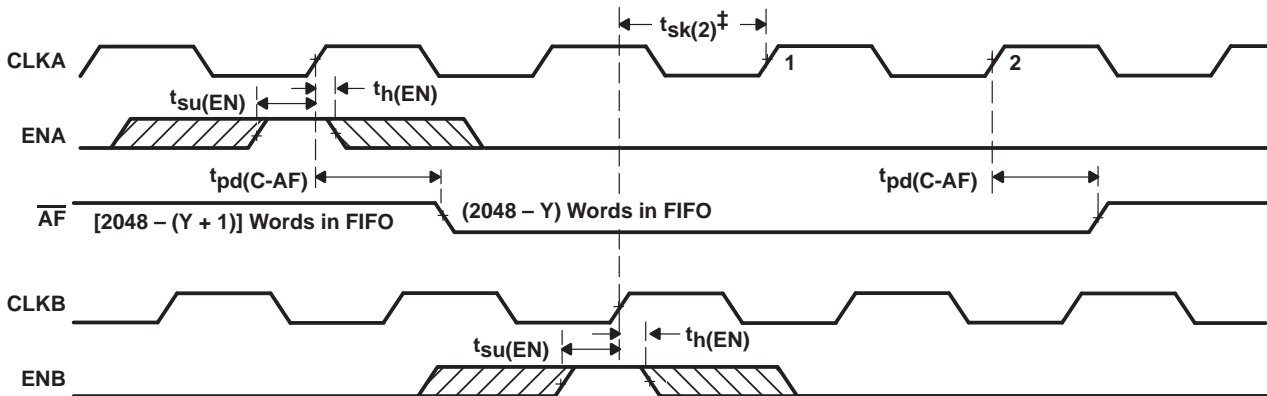 tsk(2)‡
CLKA
1
2
tsu(EN)
th(EN)
ENA
tpd(C-AF)
tpd(C-AF)
AF
[2048 – (Y + 1)] Words in FIFO
(2048 – Y) Words in FIFO
CLKB
tsu(EN)
th(EN)
ENB